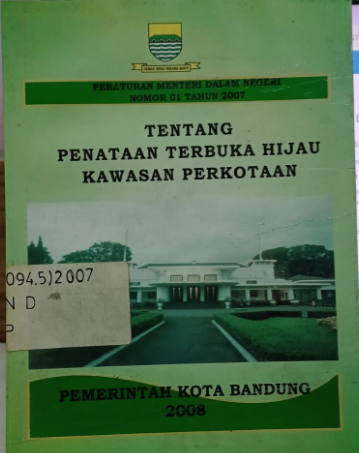 PERATURAN MENTERI DALAM NEGERI
NOMOR 01 TAHUN 2007
TENTANG
PENATAAN TERBUKA HIJAU
KAWASAN PERKOTAAN
094.5)2007
N D
P
PEMERINTAH KOTA BANDUNG
2008